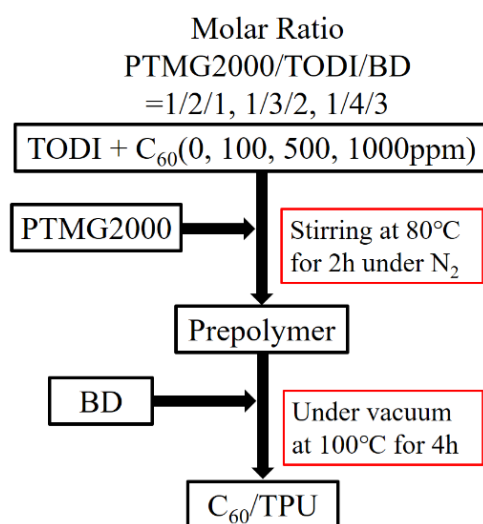 Molar Ratio
PTMG2000/TODI/BD
=1/2/1, 1/3/2, 1/4/3
TODI + C₆₀(0, 100, 500, 1000ppm)
PTMG2000
Stirring at 80℃
for 2h under N₂
Prepolymer
BD
Under vacuum
at 100℃ for 4h
C₆₀/TPU